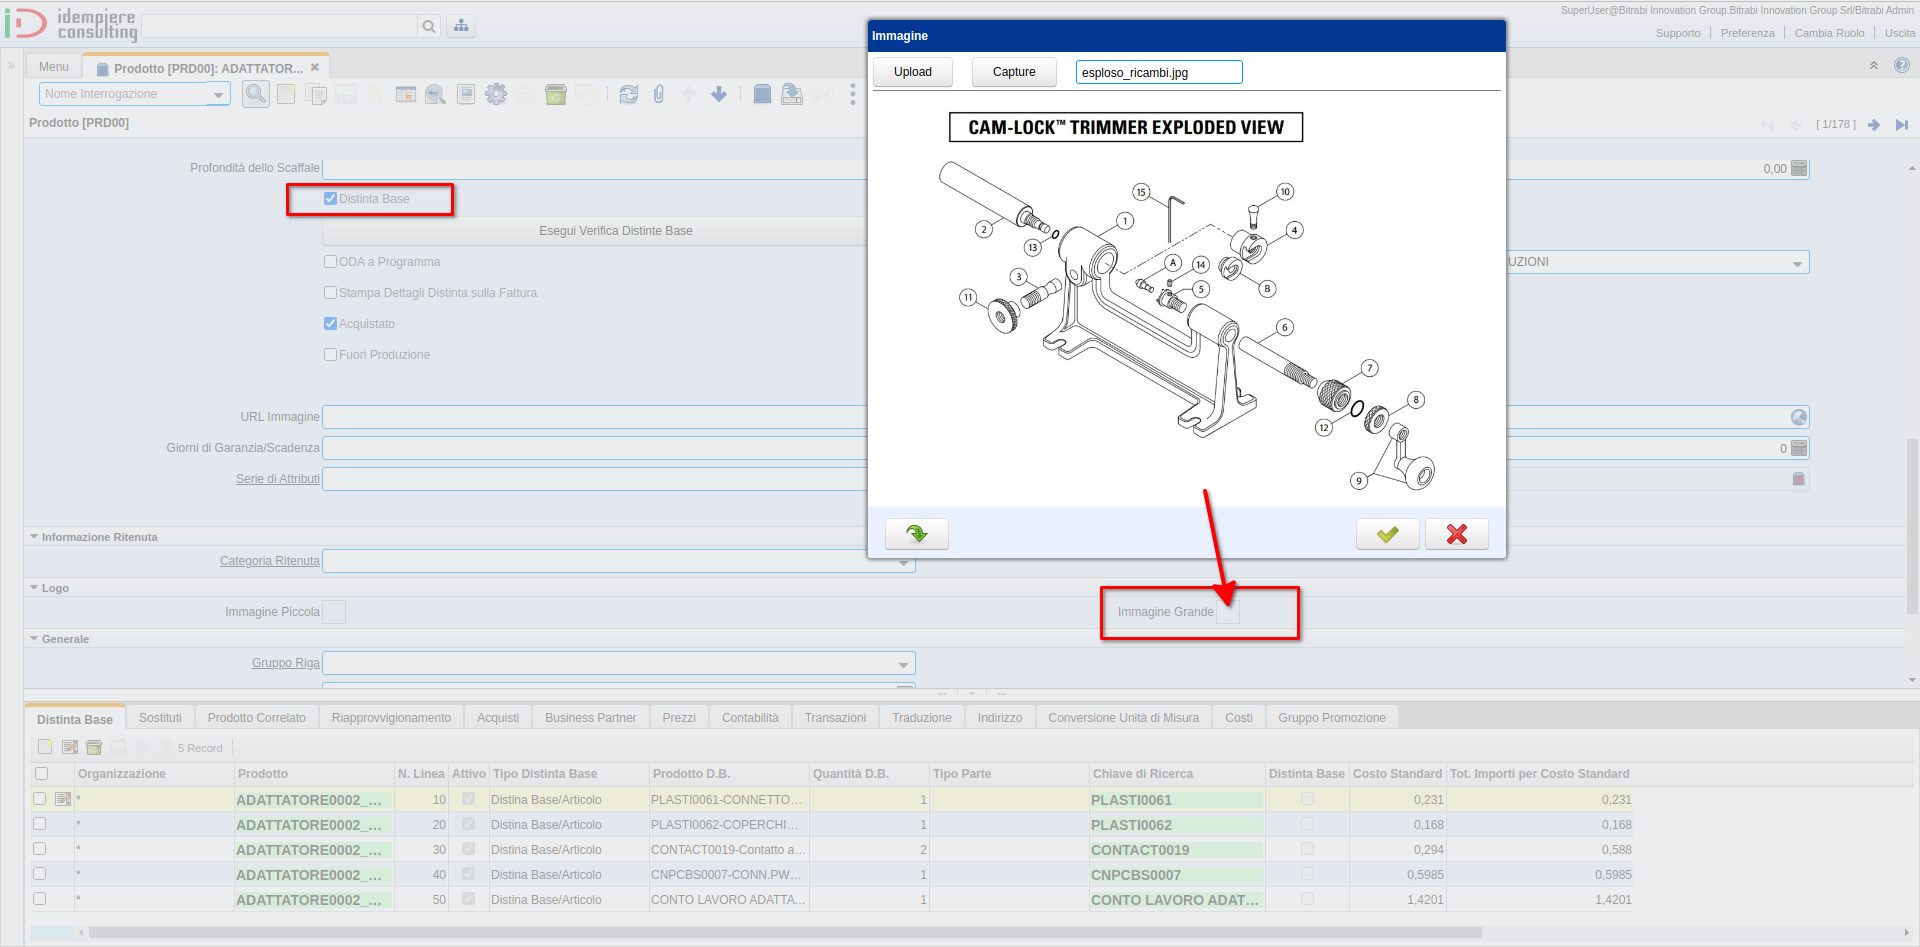 idempiere
consulting
SuperUser@Bitrabi Innovation Group.Bitrabi Innovation Group Srl/Bitrabi Admin
Supporto Preferenza Cambia Ruolo Uscita
Menu Prodotto [PRD00]: ADATTATOR...
Nome Interrogazione
Prodotto [PRD00] [ 1/178 ]
Profondità dello Scaffale 0,00
Distinta Base
Esegui Verifica Distinte Base
ODA a Programma UZIONI
Stampa Dettagli Distinta sulla Fattura
Acquistato
Fuori Produzione
URL Immagine
Giorni di Garanzia/Scadenza 0
Serie di Attributi
Informazione Ritenuta
Categoria Ritenuta
Logo
Immagine Piccola Immagine Grande
Generale
Gruppo Riga
Immagine
Upload Capture esploso_ricambi.jpg
CAM-LOCK™ TRIMMER EXPLODED VIEW
15 10
2 1 4
13
3 A 14 B
11 5
6
7
8
12
9
Distinta Base Sostituti Prodotto Correlato Riapprovvigionamento Acquisti Business Partner Prezzi Contabilità Transazioni Traduzione Indirizzo Conversione Unità di Misura Costi Gruppo Promozione
5 Record
Organizzazione Prodotto N. Linea Attivo Tipo Distinta Base Prodotto D.B. Quantità D.B. Tipo Parte Chiave di Ricerca Distinta Base Costo Standard Tot. Importi per Costo Standard
* ADATTATORE0002_... 10 Distina Base/Articolo PLASTI0061-CONNETTO... 1 PLASTI0061 0,231 0,231
* ADATTATORE0002_... 20 Distina Base/Articolo PLASTI0062-COPERCHI... 1 PLASTI0062 0,168 0,168
* ADATTATORE0002_... 30 Distina Base/Articolo CONTACT0019-Contatto a... 2 CONTACT0019 0,294 0,588
* ADATTATORE0002_... 40 Distina Base/Articolo CNPCBS0007-CONN.PW... 1 CNPCBS0007 0,5985 0,5985
* ADATTATORE0002_... 50 Distina Base/Articolo CONTO LAVORO ADATTA... 1 CONTO LAVORO ADAT... 1,4201 1,4201